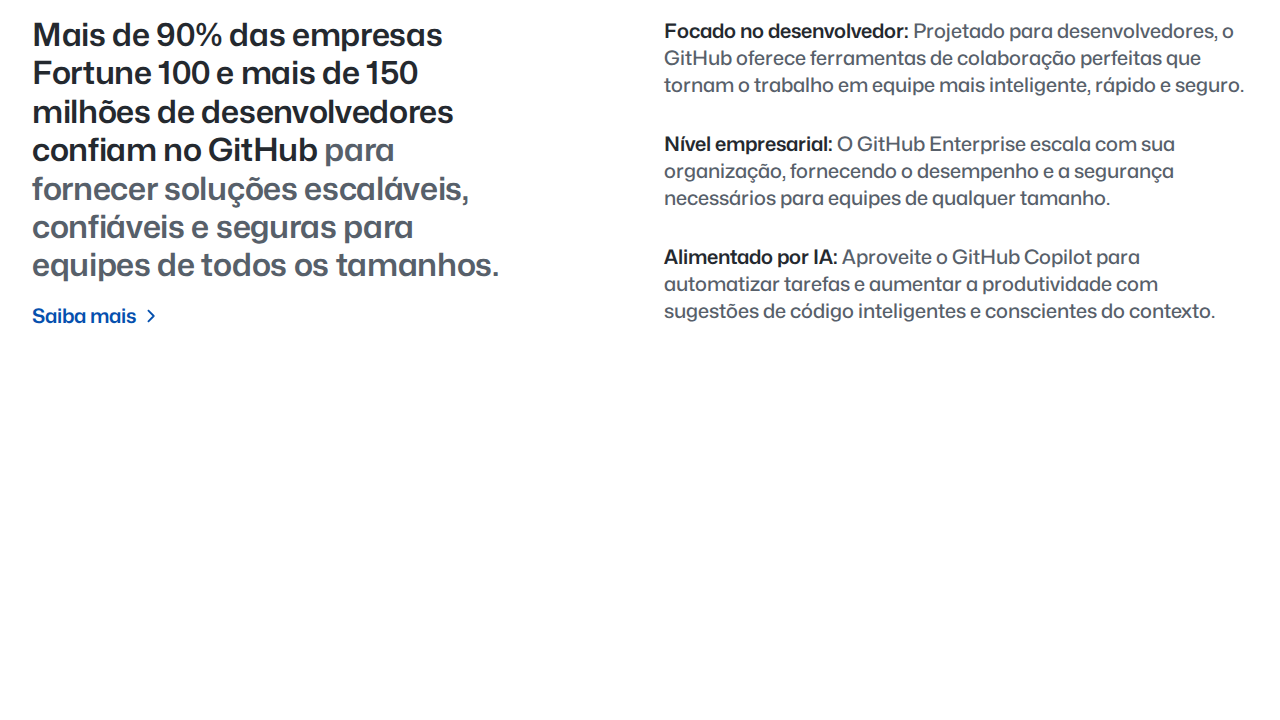 Mais de 90% das empresas
Fortune 100 e mais de 150
milhões de desenvolvedores
confiam no GitHub para
fornecer soluções escaláveis,
confiáveis e seguras para
equipes de todos os tamanhos.
Saiba mais
Focado no desenvolvedor: Projetado para desenvolvedores, o
GitHub oferece ferramentas de colaboração perfeitas que
tornam o trabalho em equipe mais inteligente, rápido e seguro.
Nível empresarial: O GitHub Enterprise escala com sua
organização, fornecendo o desempenho e a segurança
necessários para equipes de qualquer tamanho.
Alimentado por IA: Aproveite o GitHub Copilot para
automatizar tarefas e aumentar a produtividade com
sugestões de código inteligentes e conscientes do contexto.